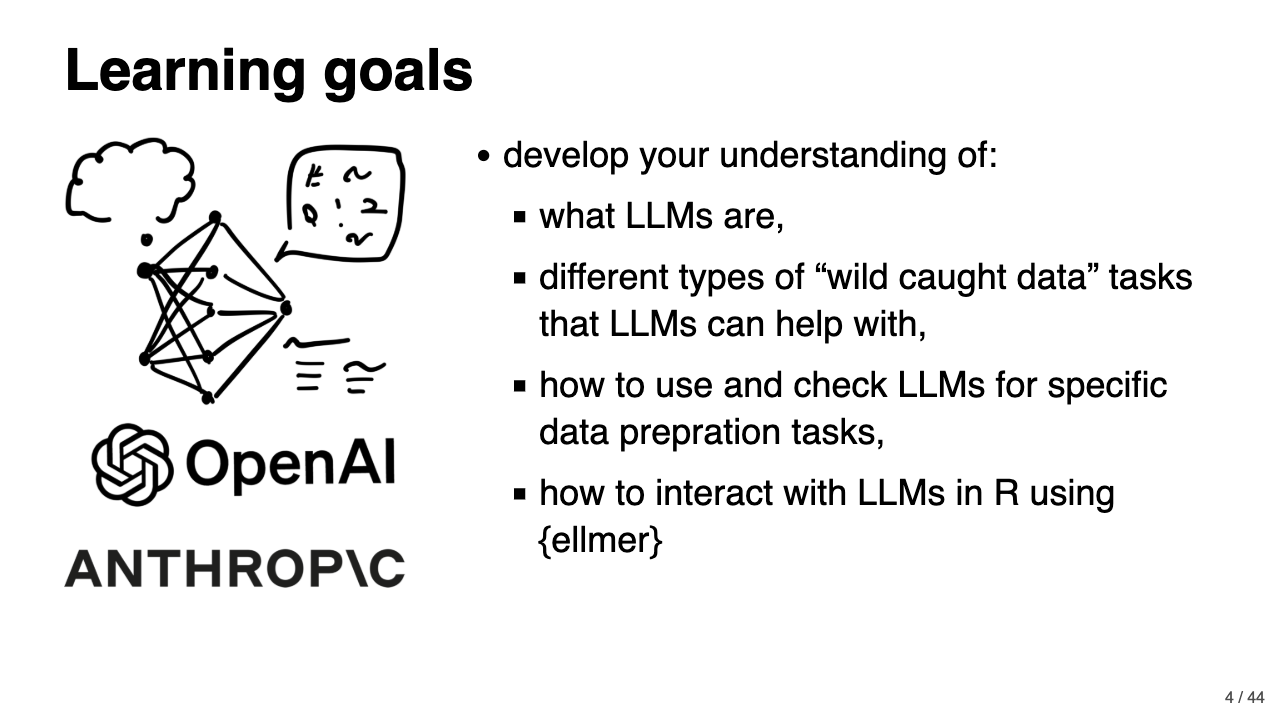 Learning goals
• develop your understanding of:
▪ what LLMs are,
▪ different types of “wild caught data” tasks
that LLMs can help with,
▪ how to use and check LLMs for specific
data prepration tasks,
▪ how to interact with LLMs in R using
{ellmer}
OpenAI
ANTHROP\C
4 / 44